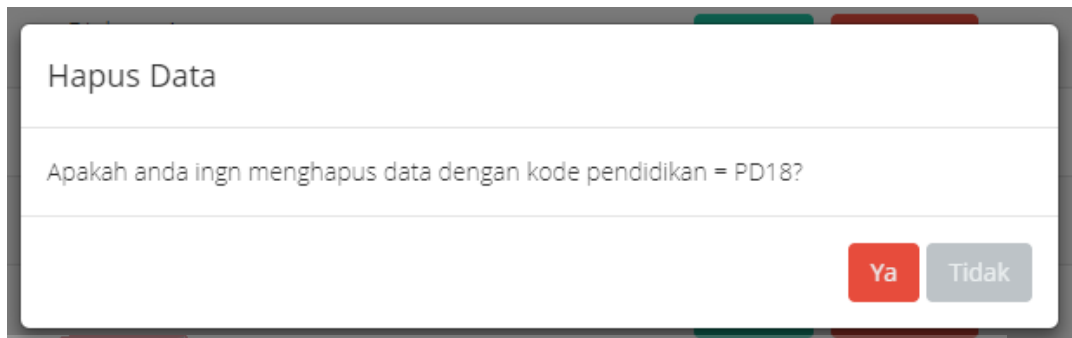 Hapus Data
Apakah anda ingn menghapus data dengan kode pendidikan = PD18?
Ya Tidak